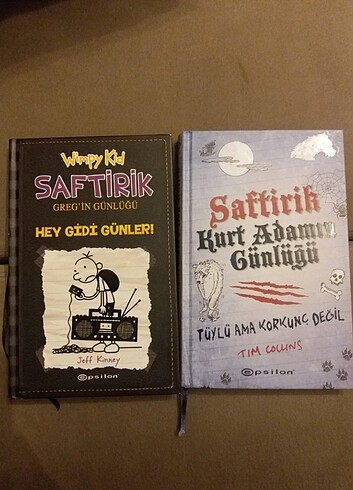 Wimpy Kid
SAFTİRİK
GREG'İN GÜNLÜĞÜ
HEY GİDİ GÜNLER!
Jeff Kinney
epsilon
Saftirik
Kurt Adamın
Günlüğü
TÜYLÜ AMA KORKUNÇ DEĞİL
TIM COLLINS
epsilon